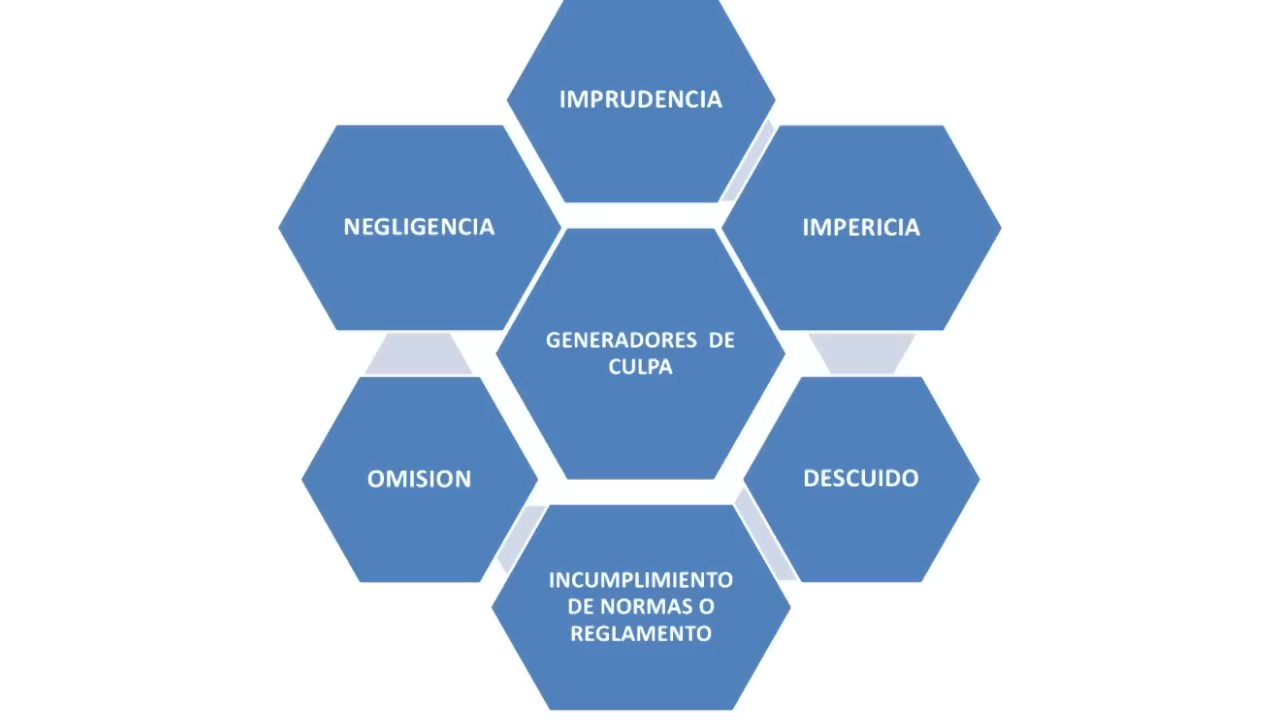 IMPRUDENCIA
NEGLIGENCIA
IMPERICIA
GENERADORES DE
CULPA
OMISION
DESCUIDO
INCUMPLIMIENTO
DE NORMAS O
REGLAMENTO